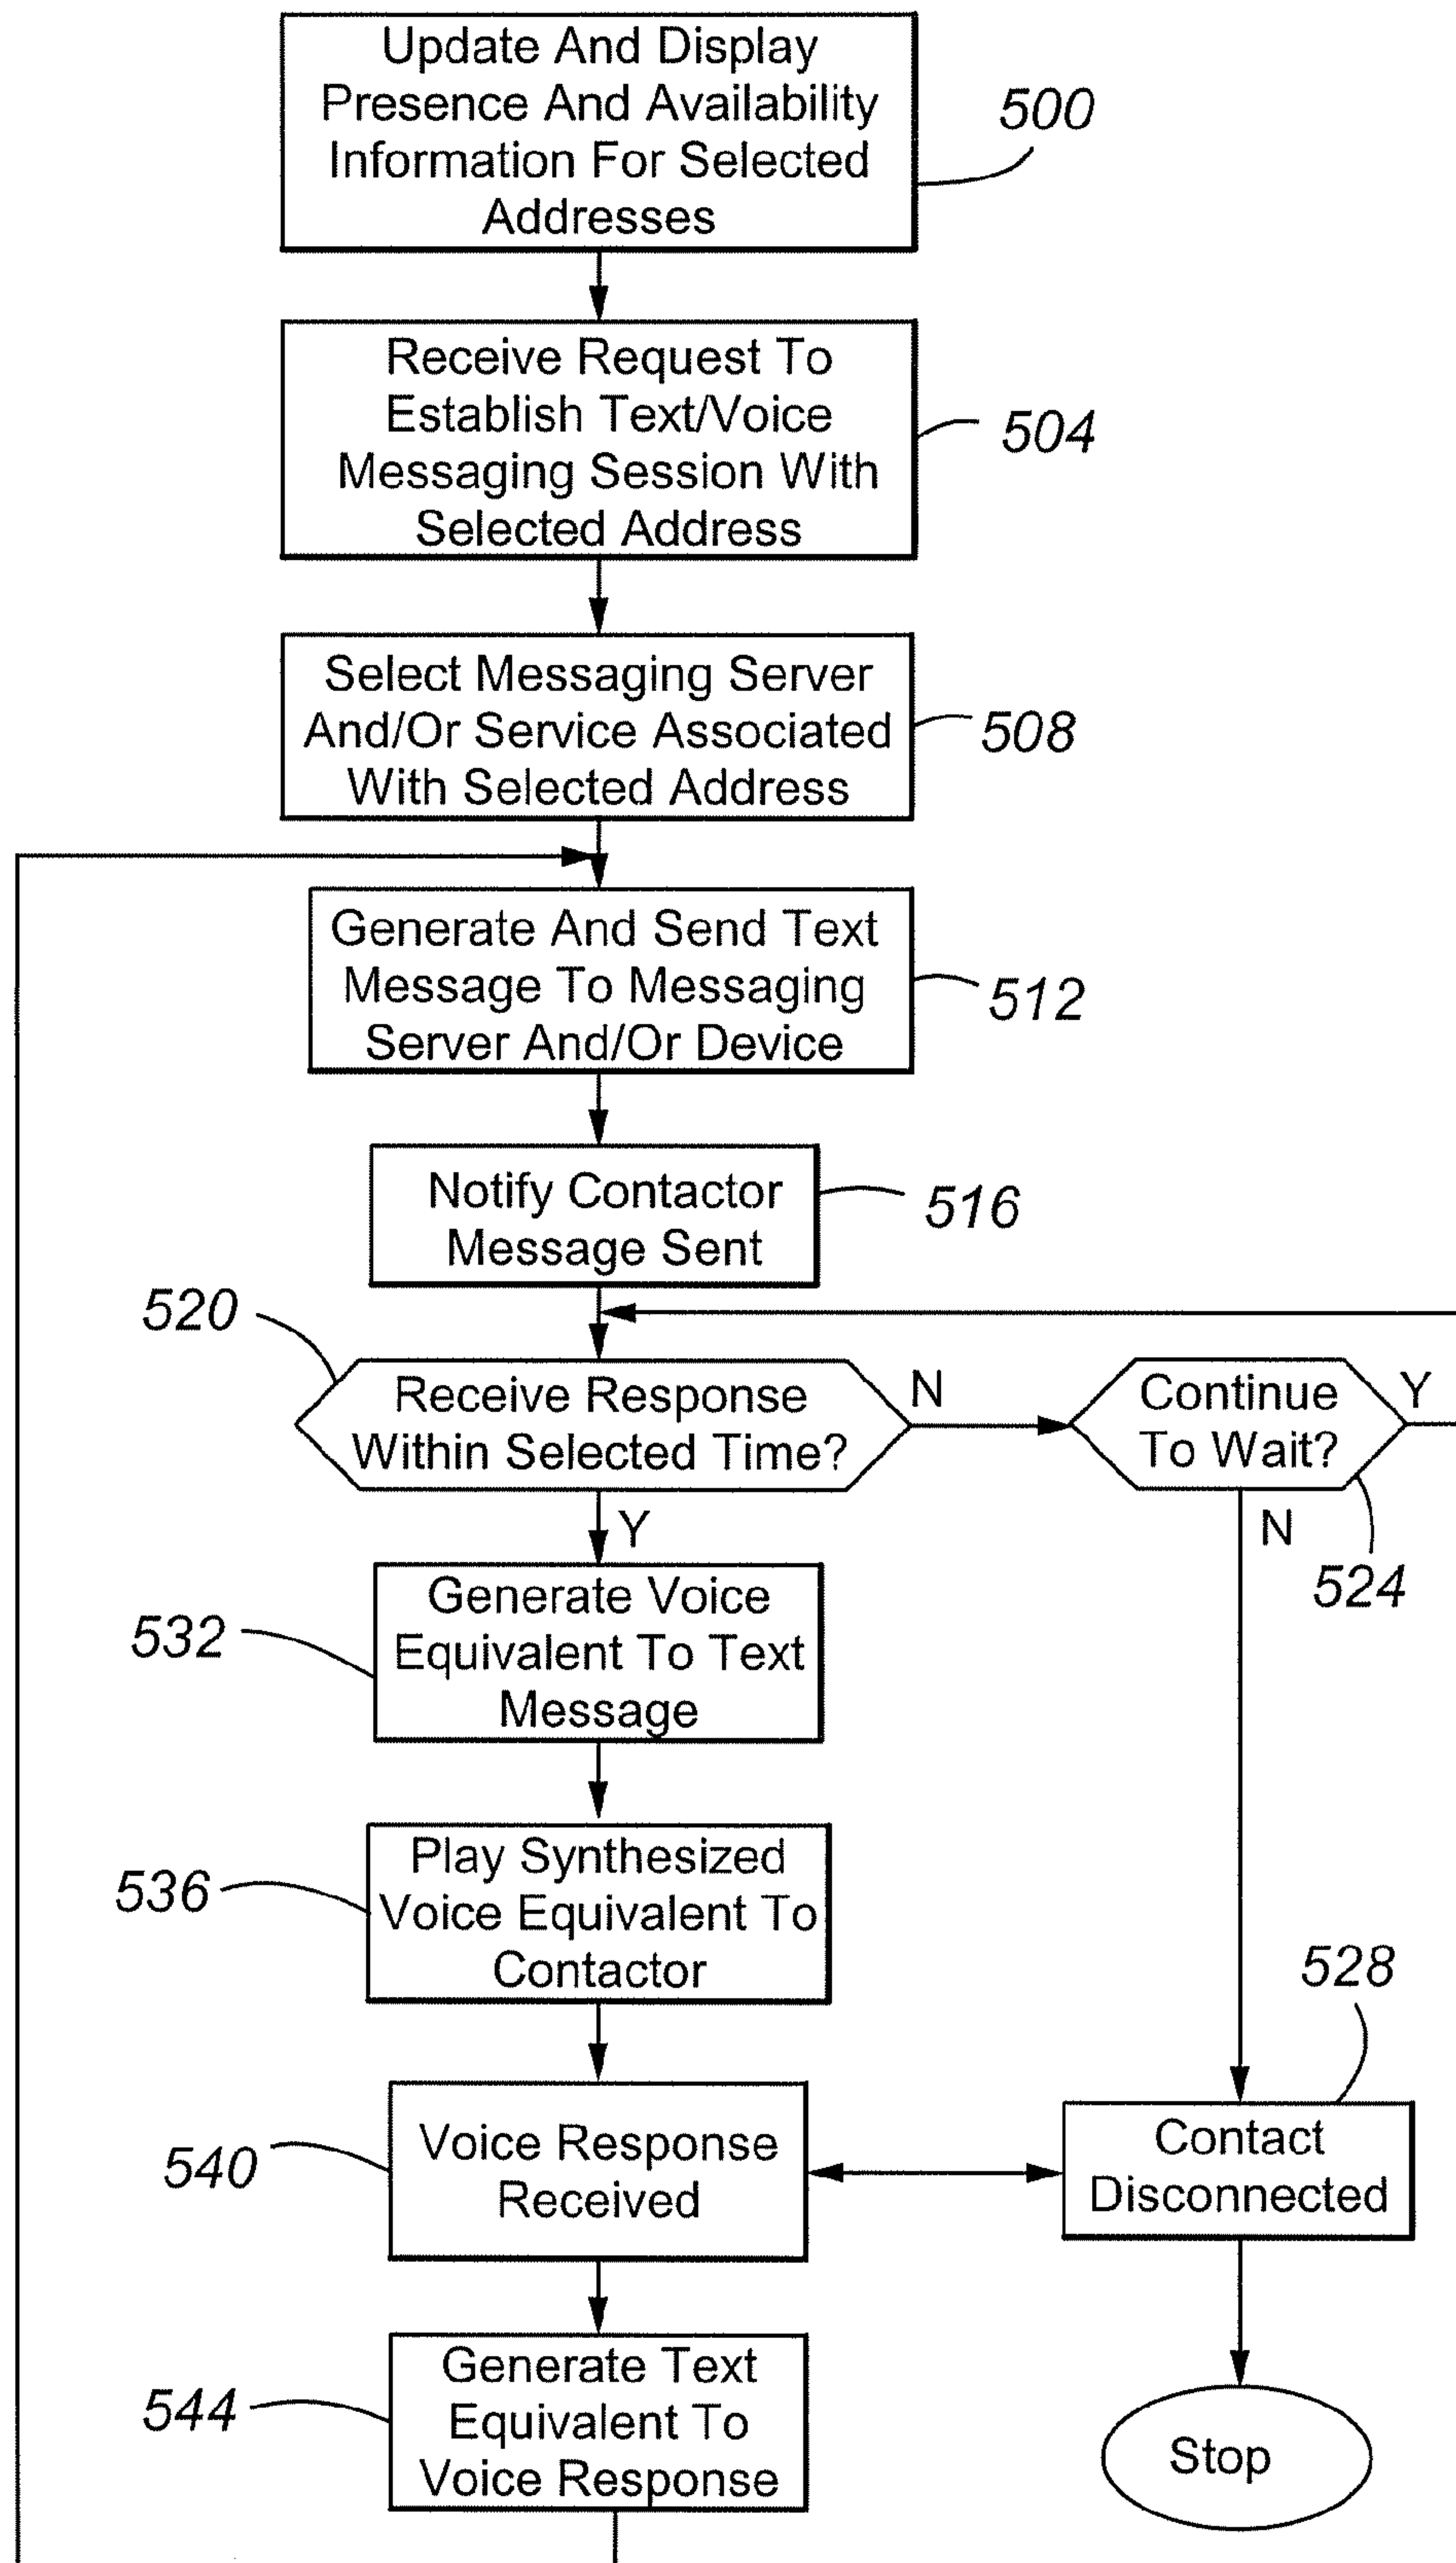 Update And Display
Presence And Availability
Information For Selected
Addresses
500
Receive Request To
Establish Text/Voice
Messaging Session With
Selected Address
504
Select Messaging Server
And/Or Service Associated
With Selected Address
508
Generate And Send Text
Message To Messaging
Server And/Or Device
512
Notify Contactor
Message Sent
516
520
Receive Response
Within Selected Time?
N
Y
Continue
To Wait?
Y
N
524
532
Generate Voice
Equivalent To Text
Message
536
Play Synthesized
Voice Equivalent To
Contactor
528
540
Voice Response
Received
Contact
Disconnected
544
Generate Text
Equivalent To
Voice Response
Stop